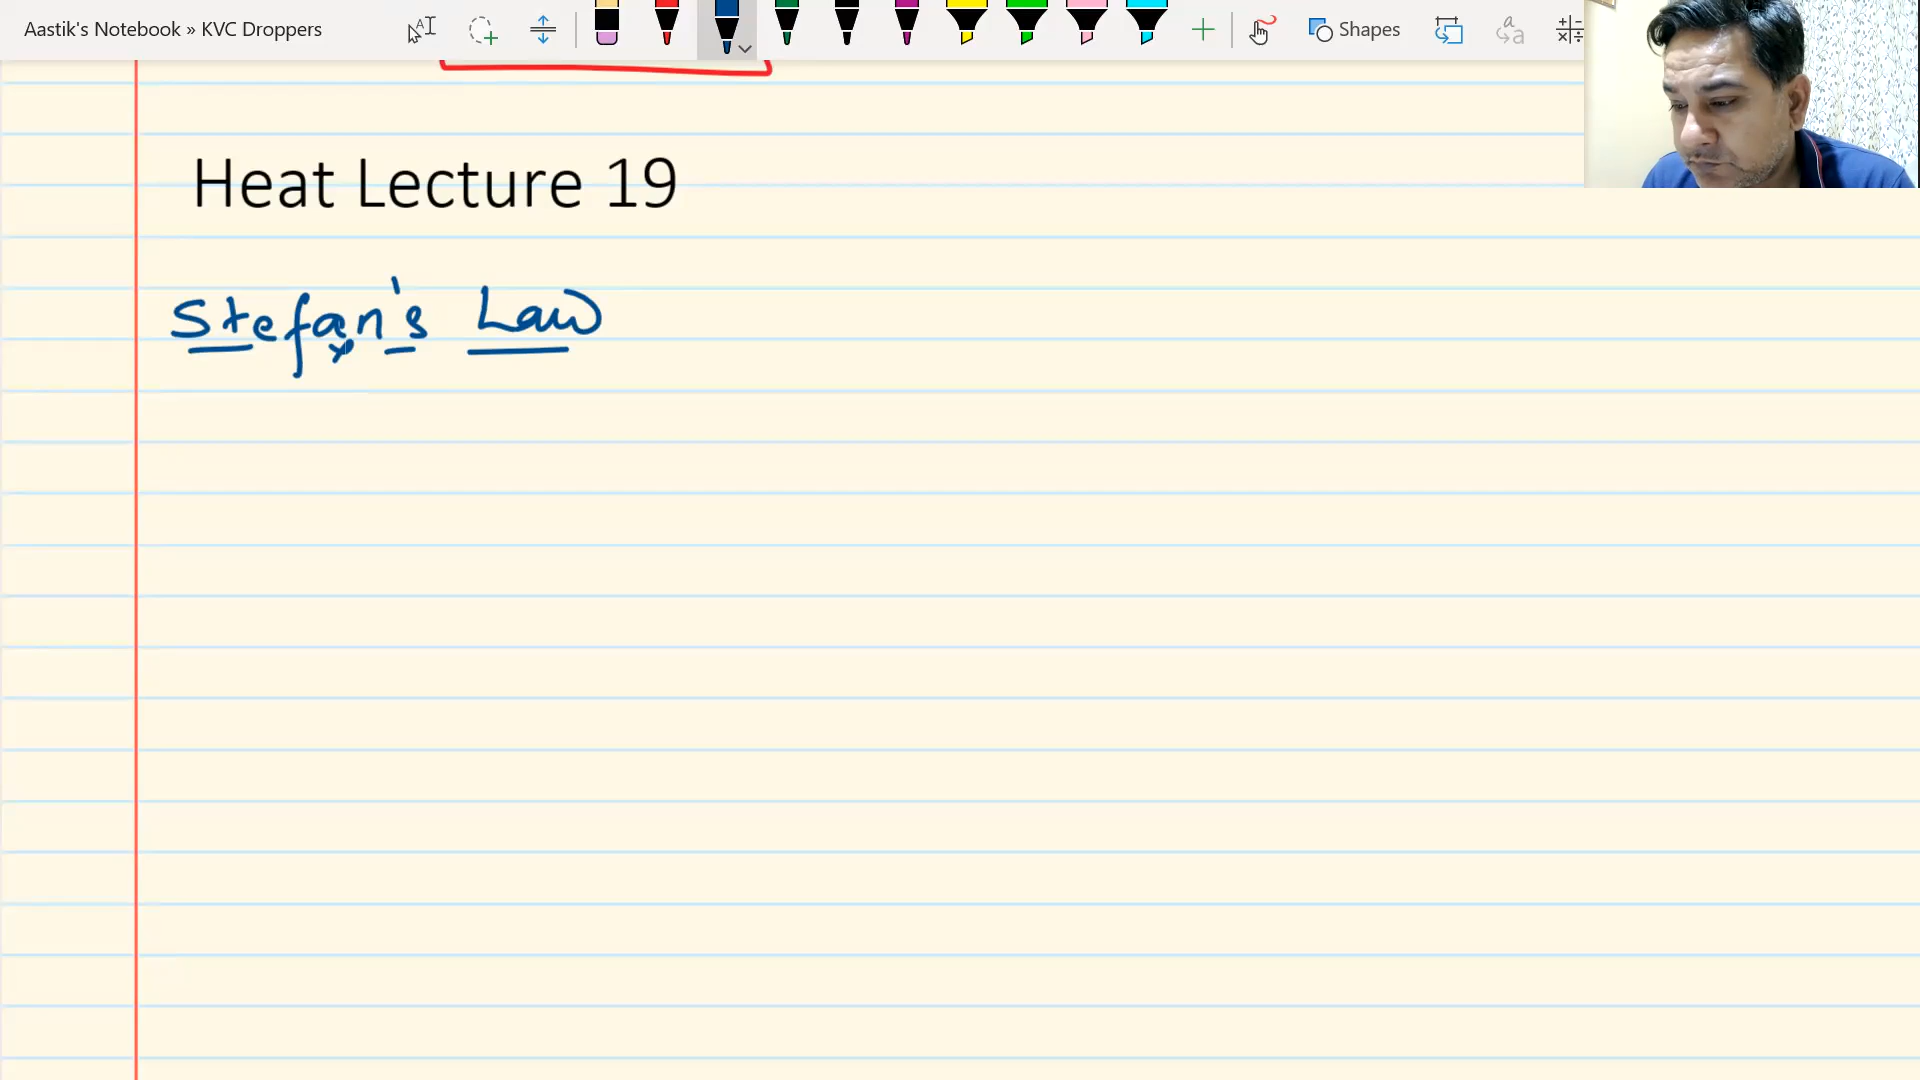 Aastik's Notebook » KVC Droppers
Shapes
Heat Lecture 19
Stefan's Law